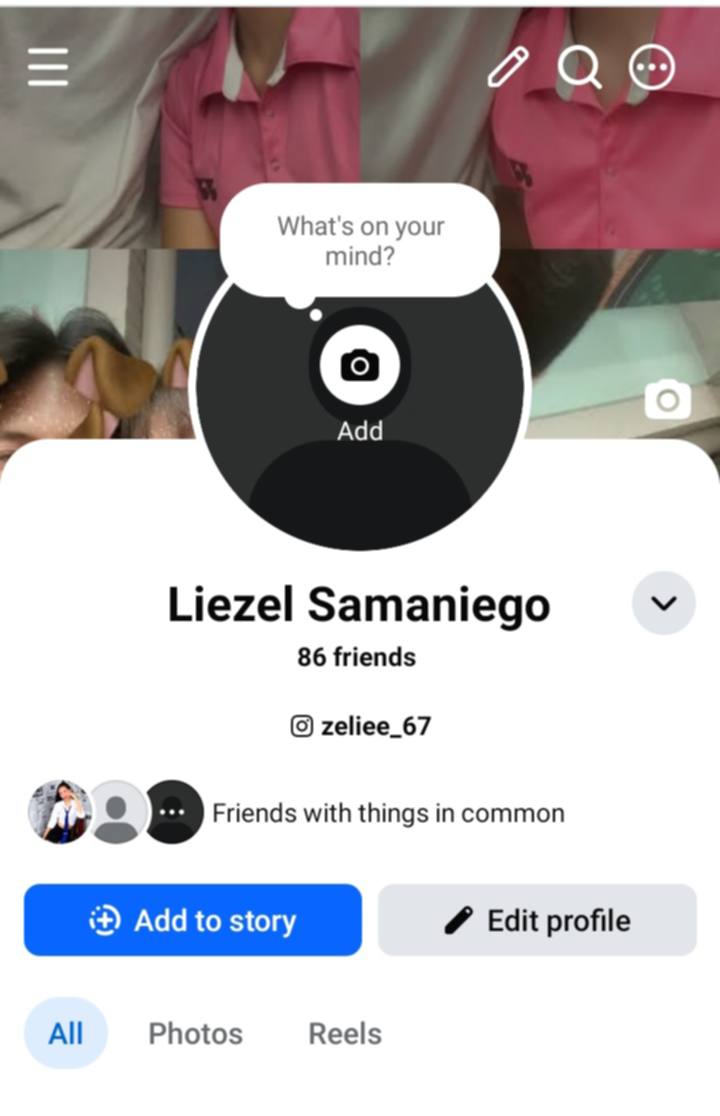 What's on your
mind?
Add
Liezel Samaniego
86 friends
zeliee_67
Friends with things in common
Add to story
Edit profile
All
Photos
Reels